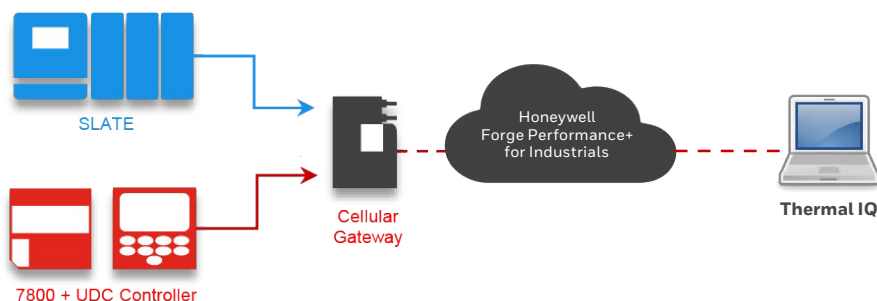 SLATE
Honeywell
Forge Performance+
for Industrials
Cellular
Gateway
Thermal IQ
7800 + UDC Controller